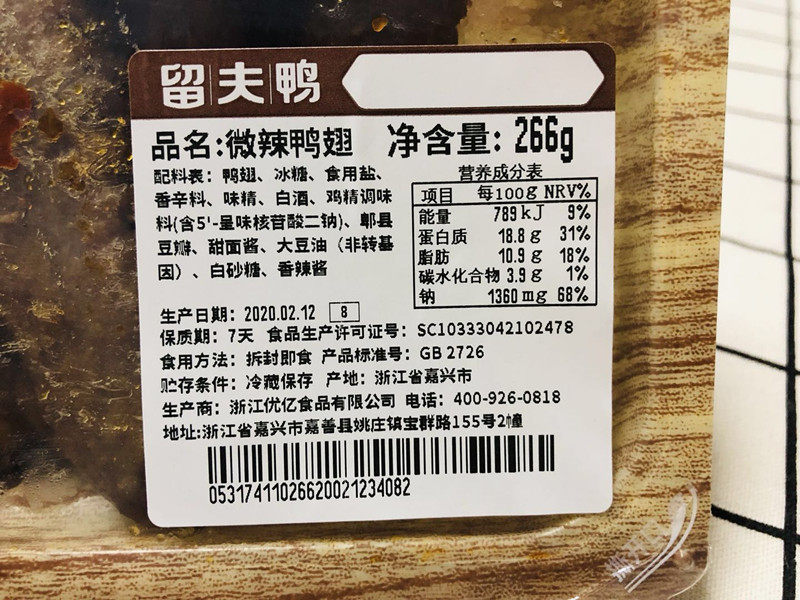 留夫鸭
品名:微辣鸭翅 净含量: 266g
配料表: 鸭翅、冰糖、食用盐、
香辛料、味精、白酒、鸡精调味
料(含5'-呈味核苷酸二钠)、郫县
豆瓣、甜面酱、大豆油(非转基
因)、白砂糖、香辣酱
营养成分表
项目 每100g NRV%
能量 789kJ 9%
蛋白质 18.8g 31%
脂肪 10.9g 18%
碳水化合物 3.9g 1%
钠 1360mg 68%
生产日期: 2020.02.12 8
保质期: 7天 食品生产许可证号: SC10333042102478
食用方法: 拆封即食 产品标准号: GB 2726
贮存条件: 冷藏保存 产地: 浙江省嘉兴市
生产商: 浙江优亿食品有限公司 电话: 400-926-0818
地址:浙江省嘉兴市嘉善县姚庄镇宝群路155号2幢
05317411026620021234082